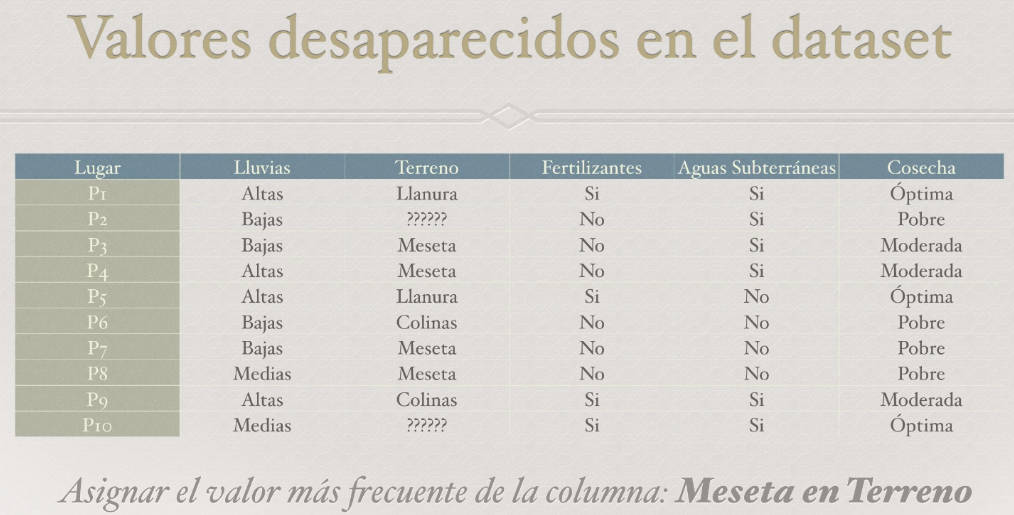 Valores desaparecidos en el dataset
Lugar Lluvias Terreno Fertilizantes Aguas Subterráneas Cosecha
P1 Altas Llanura Si Si Óptima
P2 Bajas ?????? No Si Pobre
P3 Bajas Meseta No Si Moderada
P4 Altas Meseta No Si Moderada
P5 Altas Llanura Si No Óptima
P6 Bajas Colinas No No Pobre
P7 Bajas Meseta No No Pobre
P8 Medias Meseta No No Pobre
P9 Altas Colinas Si Si Moderada
P10 Medias ?????? Si Si Óptima
Asignar el valor más frecuente de la columna: Meseta en Terreno